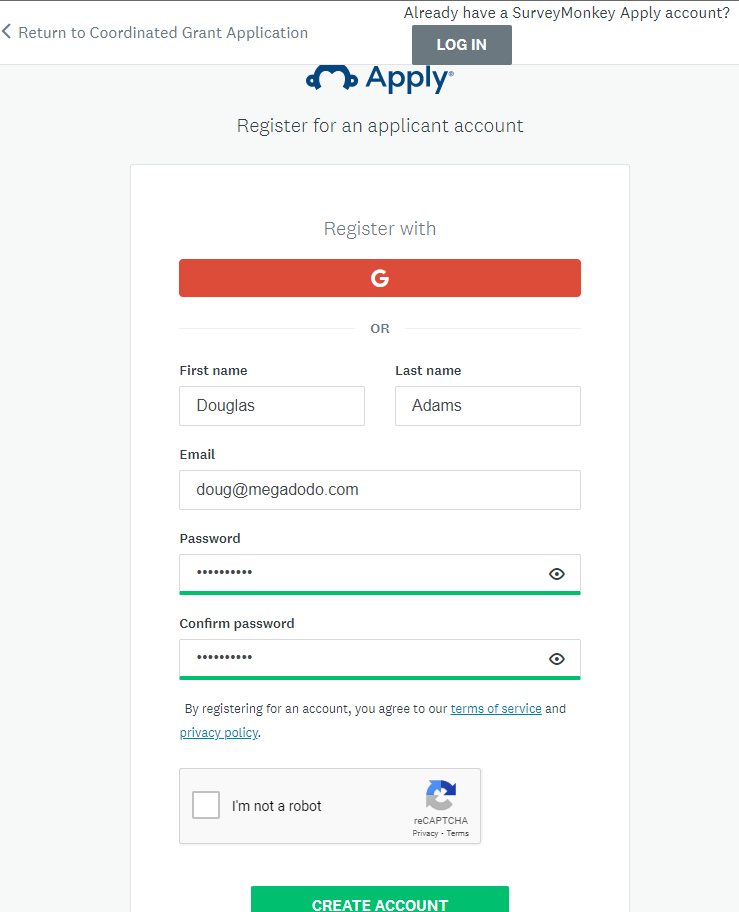 Already have a SurveyMonkey Apply account?
Return to Coordinated Grant Application
LOG IN
Apply®
Register for an applicant account
Register with
G
OR
First name
Last name
Douglas
Adams
Email
doug@megadodo.com
Password
••••••••••
Confirm password
••••••••••
By registering for an account, you agree to our terms of service and
privacy policy.
I'm not a robot
reCAPTCHA
Privacy - Terms
CREATE ACCOUNT